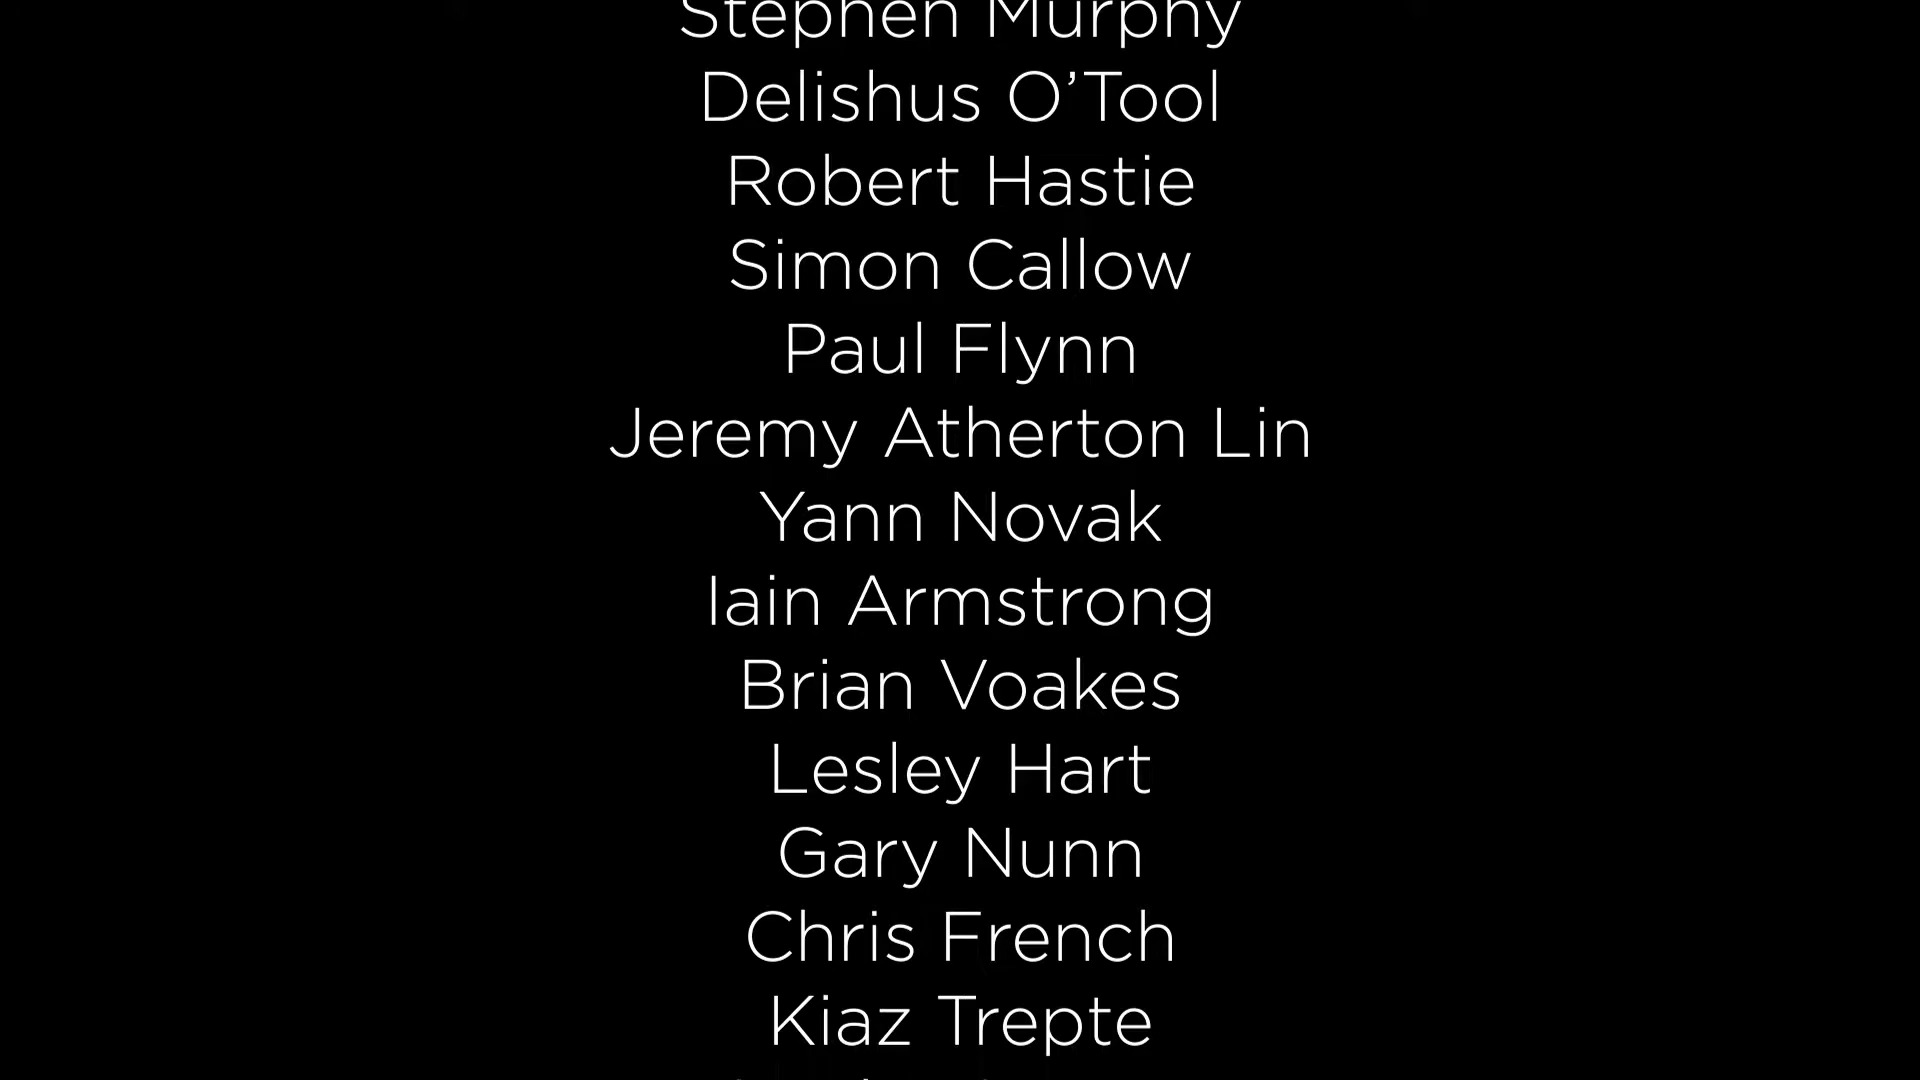 Stephen Murphy
Delishus O’Tool
Robert Hastie
Simon Callow
Paul Flynn
Jeremy Atherton Lin
Yann Novak
Iain Armstrong
Brian Voakes
Lesley Hart
Gary Nunn
Chris French
Kiaz Trepte